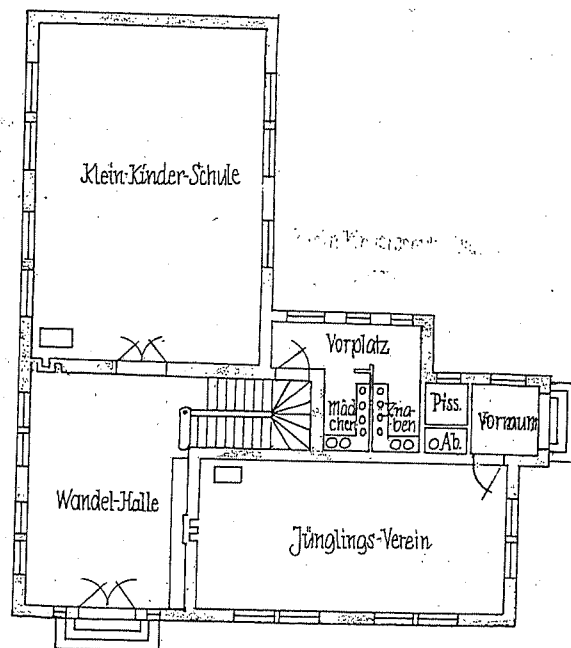 Klein-Kinder-Schule
Vorplatz
Mäd
chen
Kna
ben
Piss.
Ab.
Vorraum
Wandel-Halle
Jünglings-Verein